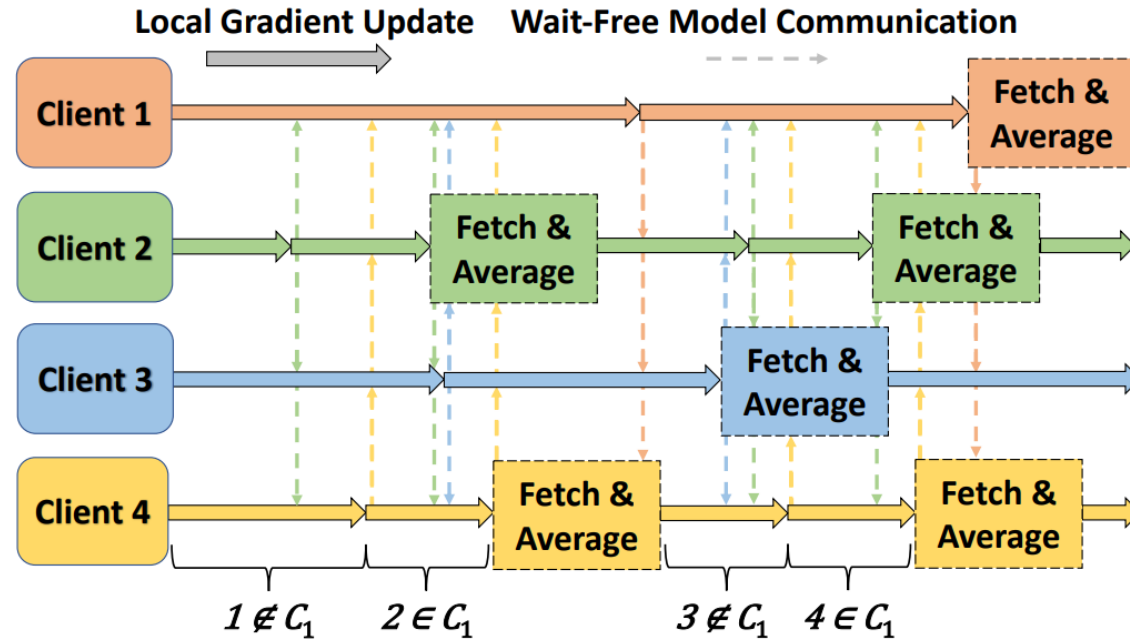 Local Gradient Update
Wait-Free Model Communication
Client 1
Fetch &
Average
Client 2
Fetch &
Average
Fetch &
Average
Client 3
Fetch &
Average
Client 4
Fetch &
Average
Fetch &
Average
1 ∉ C₁
2 ∈ C₁
3 ∉ C₁
4 ∈ C₁